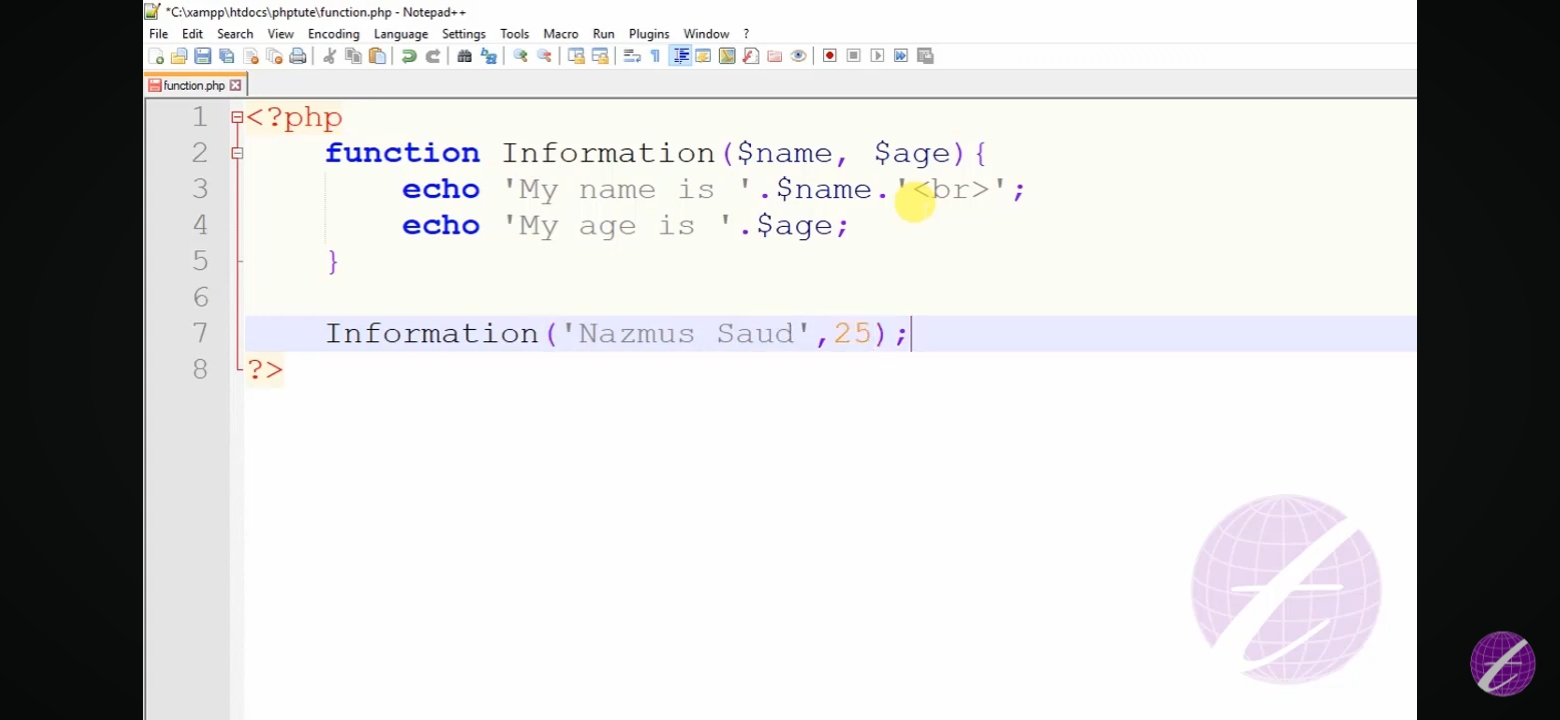 *C:\xampp\htdocs\phptute\function.php - Notepad++
File Edit Search View Encoding Language Settings Tools Macro Run Plugins Window ?
function.php
1 <?php
2 function Information($name, $age){
3 echo 'My name is '.$name.'<br>';
4 echo 'My age is '.$age;
5 }
6
7 Information('Nazmus Saud',25);
8 ?>